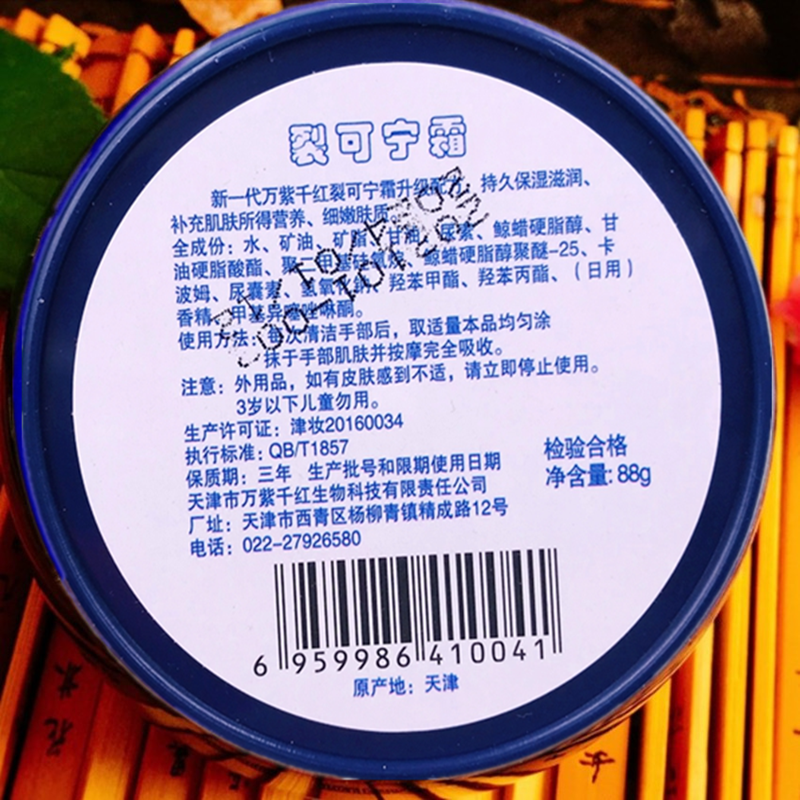 裂可宁霜
新一代万紫千红裂可宁霜升级配方、持久保湿滋润、
补充肌肤所得营养、细嫩肤质。
全成份：水、矿油、矿脂、甘油、尿素、鲸蜡硬脂醇、甘
油硬脂酸酯、聚二甲基硅氧烷、鲸蜡硬脂醇聚醚-25、卡
波姆、尿囊素、氢氧化钠、羟苯甲酯、羟苯丙酯、（日用）
香精、甲基异噻唑啉酮。
使用方法：每次清洁手部后，取适量本品均匀涂
抹于手部肌肤并按摩完全吸收。
注意：外用品，如有皮肤感到不适，请立即停止使用。
3岁以下儿童勿用。
生产许可证：津妆20160034
执行标准：QB/T1857
保质期：三年 生产批号和限期使用日期
天津市万紫千红生物科技有限责任公司
厂址：天津市西青区杨柳青镇精成路12号
电话：022-27926580
检验合格
净含量：88g
6 959986 410041
原产地：天津